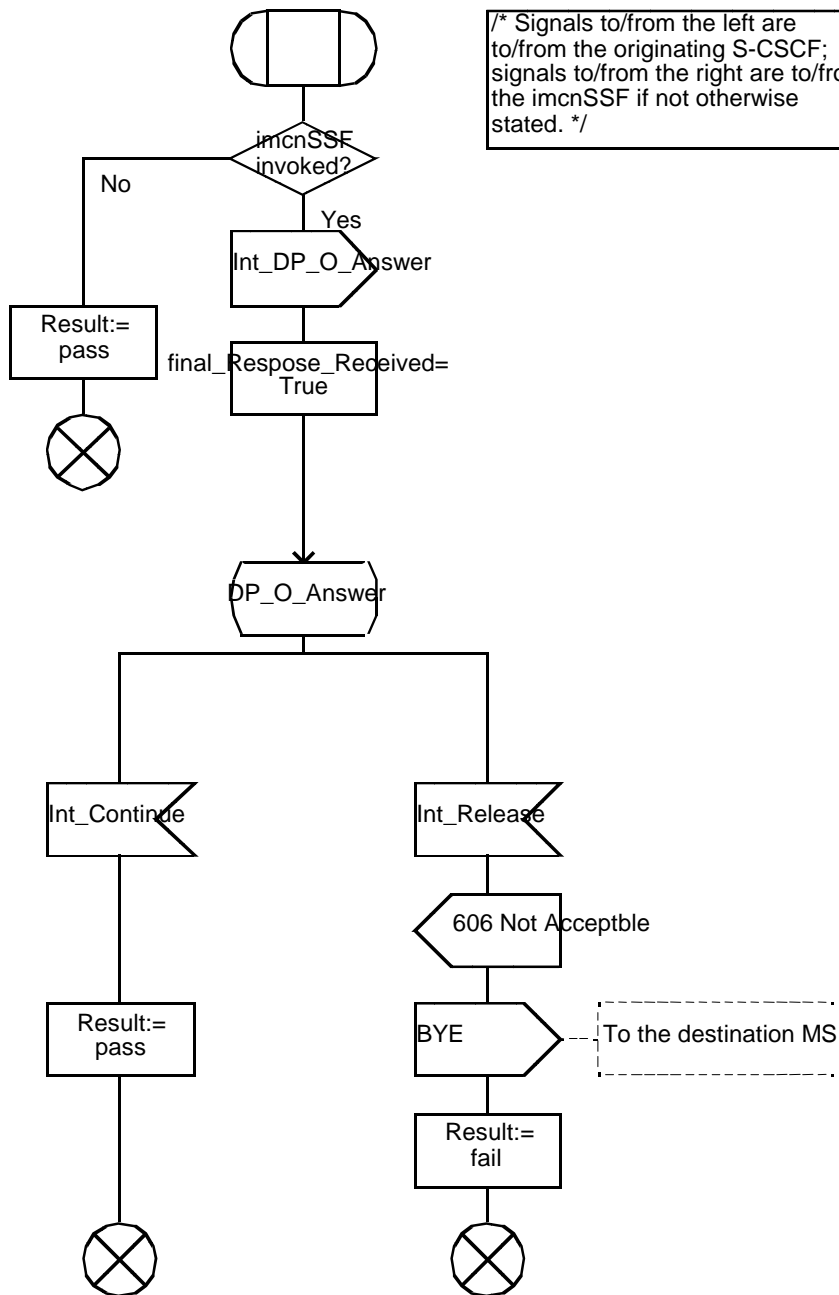 /* Signals to/from the left are
to/from the originating S-CSCF;
signals to/from the right are to/fro
the imcnSSF if not otherwise
stated. */
imcnSSF
invoked?
No
Yes
Int_DP_O_Answer
Result:=
pass
final_Respose_Received=
True
DP_O_Answer
Int_Continue
Int_Release
606 Not Acceptble
Result:=
pass
BYE
To the destination MS
Result:=
fail